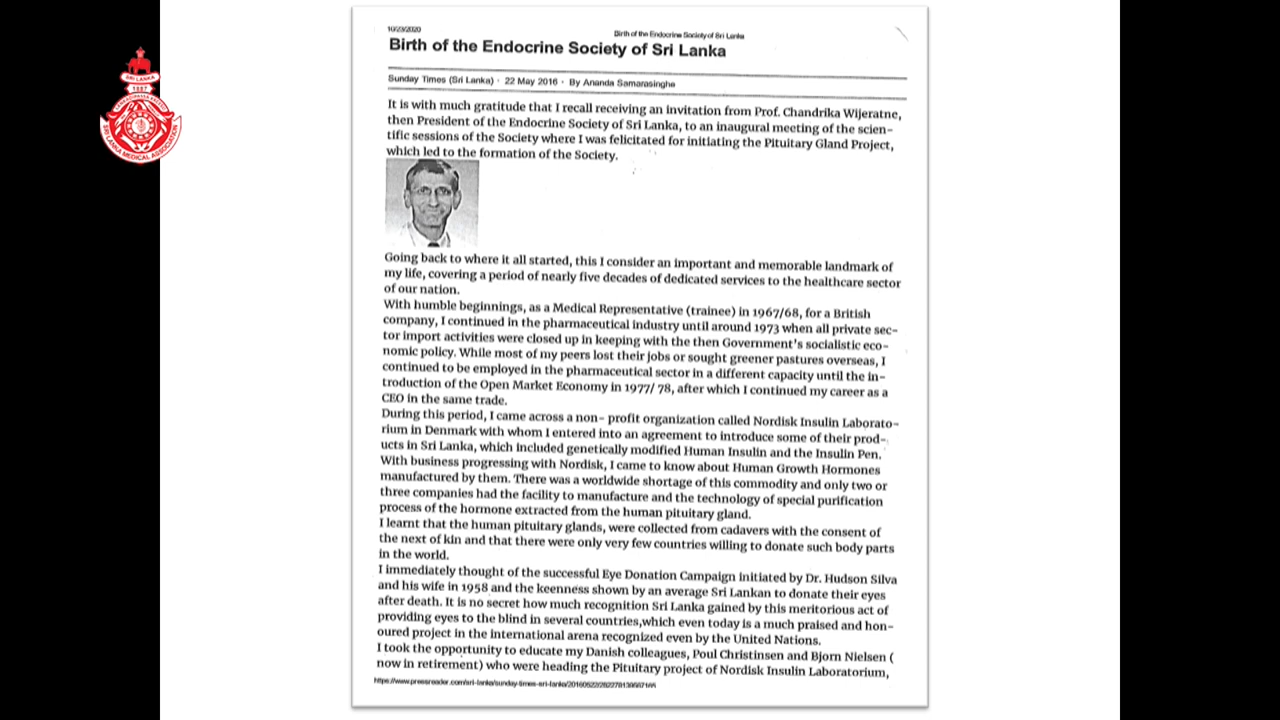 10/23/2020
Birth of the Endocrine Society of Sri Lanka
Birth of the Endocrine Society of Sri Lanka
Sunday Times (Sri Lanka) · 22 May 2016 · By Ananda Samarasinghe
It is with much gratitude that I recall receiving an invitation from Prof. Chandrika Wijeratne,
then President of the Endocrine Society of Sri Lanka, to an inaugural meeting of the scien-
tific sessions of the Society where I was felicitated for initiating the Pituitary Gland Project,
which led to the formation of the Society.
SRI LANKA
1887
SRI LANKA MEDICAL ASSOCIATION
Going back to where it all started, this I consider an important and memorable landmark of
my life, covering a period of nearly five decades of dedicated services to the healthcare sector
of our nation.
With humble beginnings, as a Medical Representative (trainee) in 1967/68, for a British
company, I continued in the pharmaceutical industry until around 1973 when all private sec-
tor import activities were closed up in keeping with the then Government's socialistic eco-
nomic policy. While most of my peers lost their jobs or sought greener pastures overseas, I
continued to be employed in the pharmaceutical sector in a different capacity until the in-
troduction of the Open Market Economy in 1977/ 78, after which I continued my career as a
CEO in the same trade.
During this period, I came across a non- profit organization called Nordisk Insulin Laborato-
rium in Denmark with whom I entered into an agreement to introduce some of their prod-
ucts in Sri Lanka, which included genetically modified Human Insulin and the Insulin Pen.
With business progressing with Nordisk, I came to know about Human Growth Hormones
manufactured by them. There was a worldwide shortage of this commodity and only two or
three companies had the facility to manufacture and the technology of special purification
process of the hormone extracted from the human pituitary gland.
I learnt that the human pituitary glands, were collected from cadavers with the consent of
the next of kin and that there were only very few countries willing to donate such body parts
in the world.
I immediately thought of the successful Eye Donation Campaign initiated by Dr. Hudson Silva
and his wife in 1958 and the keenness shown by an average Sri Lankan to donate their eyes
after death. It is no secret how much recognition Sri Lanka gained by this meritorious act of
providing eyes to the blind in several countries,which even today is a much praised and hon-
oured project in the international arena recognized even by the United Nations.
I took the opportunity to educate my Danish colleagues, Poul Christinsen and Bjorn Nielsen (
now in retirement) who were heading the Pituitary project of Nordisk Insulin Laboratorium,